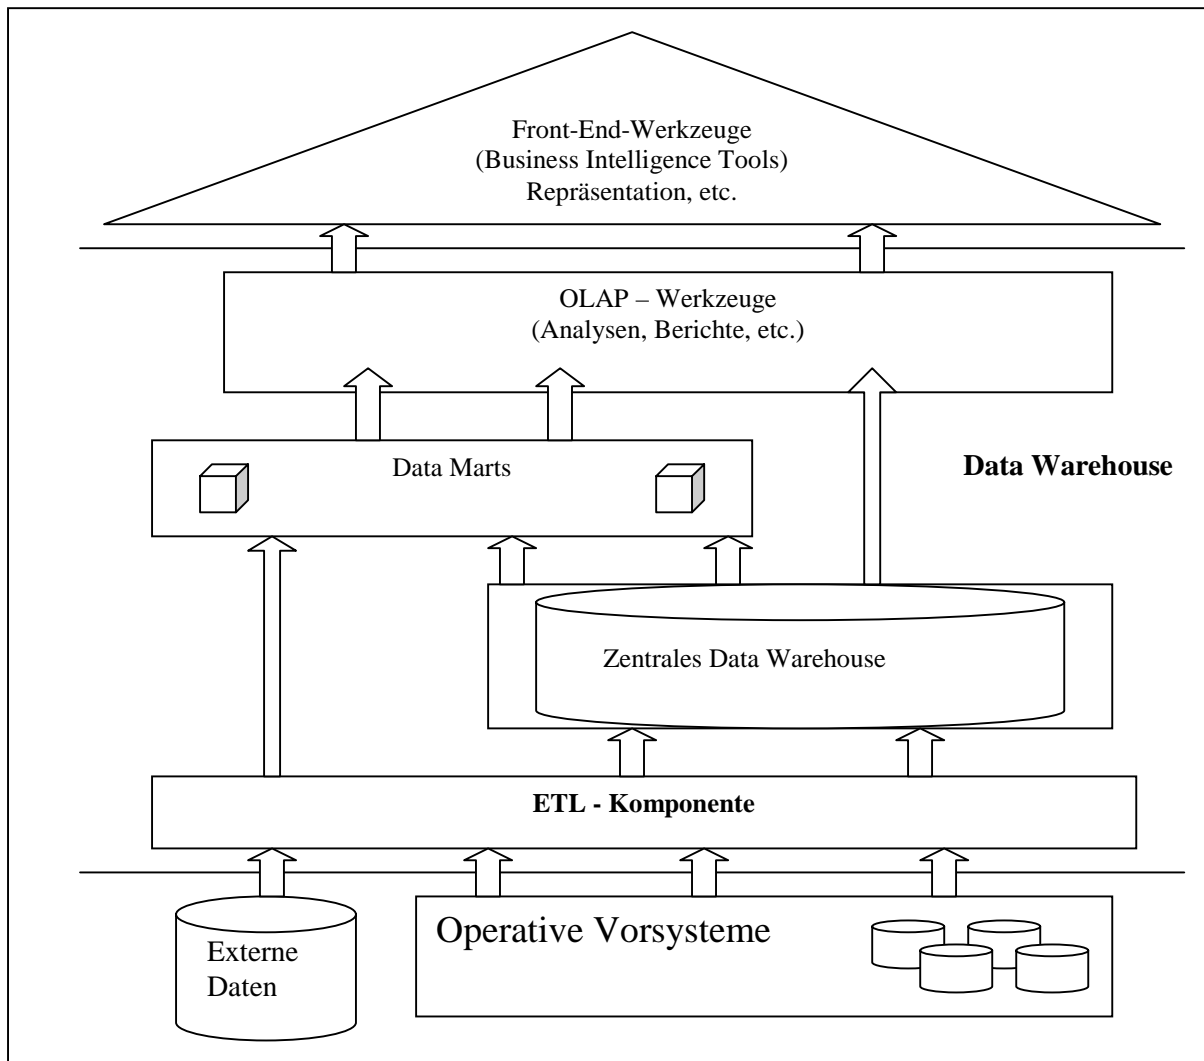 Front-End-Werkzeuge
(Business Intelligence Tools)
Repräsentation, etc.
OLAP – Werkzeuge
(Analysen, Berichte, etc.)
Data Marts
Data Warehouse
Zentrales Data Warehouse
ETL - Komponente
Operative Vorsysteme
Externe
Daten